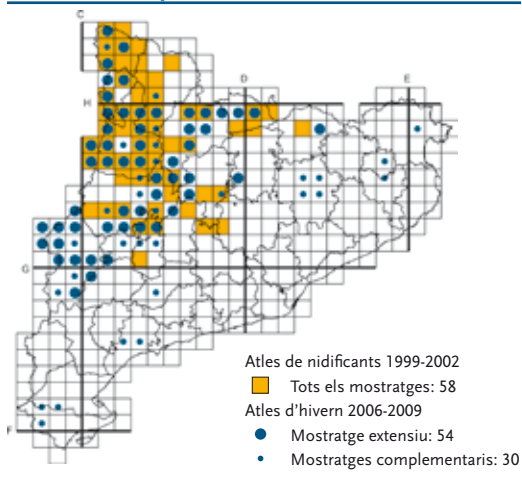 C
D
E
H
G
F
Atles de nidificants 1999-2002
Tots els mostratges: 58
Atles d'hivern 2006-2009
Mostratge extensiu: 54
Mostratges complementaris: 30